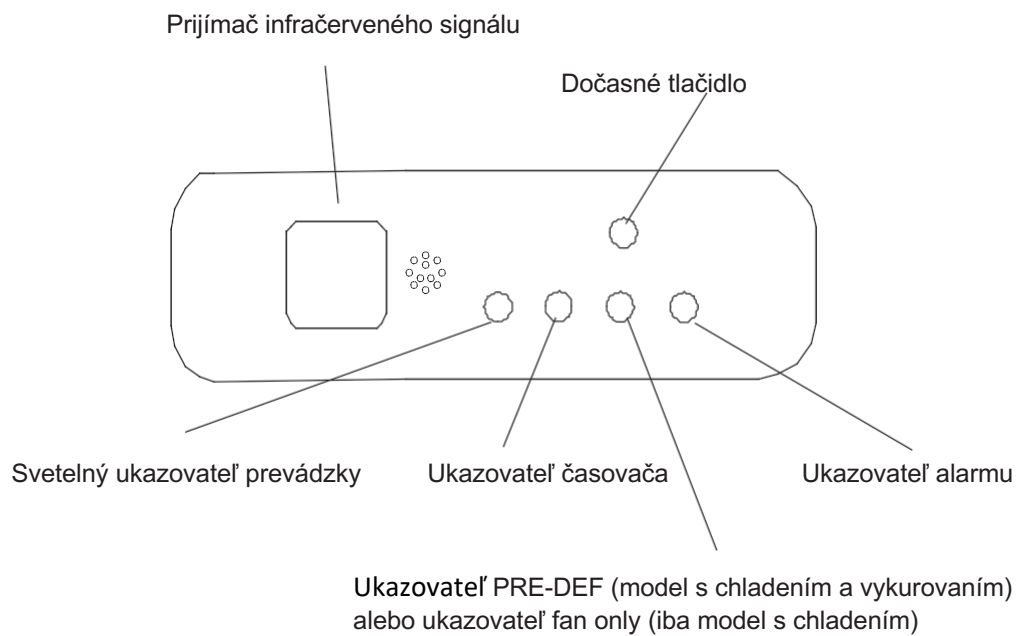 Prijímač infračerveného signálu
Dočasné tlačidlo
Svetelný ukazovateľ prevádzky
Ukazovateľ časovača
Ukazovateľ alarmu
Ukazovateľ PRE-DEF (model s chladením a vykurovaním)
alebo ukazovateľ fan only (iba model s chladením)